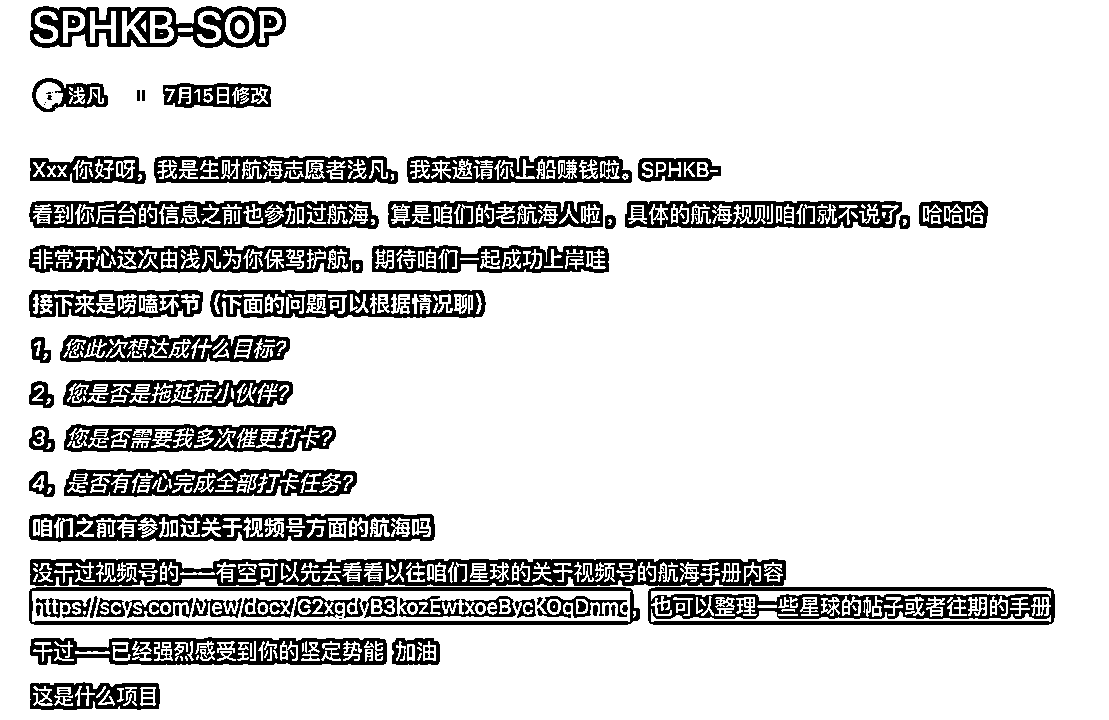 SPHKB-SOP
浅凡 7月15日修改
Xxx 你好呀，我是生财航海志愿者浅凡，我来邀请你上船赚钱啦。SPHKB-
看到你后台的信息之前也参加过航海，算是咱们的老航海人啦，具体的航海规则咱们就不说了，哈哈哈
非常开心这次由浅凡为你保驾护航，期待咱们一起成功上岸哇
接下来是唠嗑环节（下面的问题可以根据情况聊）
1，您此次想达成什么目标？
2，您是否是拖延症小伙伴？
3，您是否需要我多次催更打卡？
4，是否有信心完成全部打卡任务？
咱们之前有参加过关于视频号方面的航海吗
没干过视频号的——有空可以先去看看以往咱们星球的关于视频号的航海手册内容
https://scys.com/view/docx/G2xgdyB3kozEwtxoeBycKOqDnmc，也可以整理一些星球的帖子或者往期的手册
干过——已经强烈感受到你的坚定势能 加油
这是什么项目